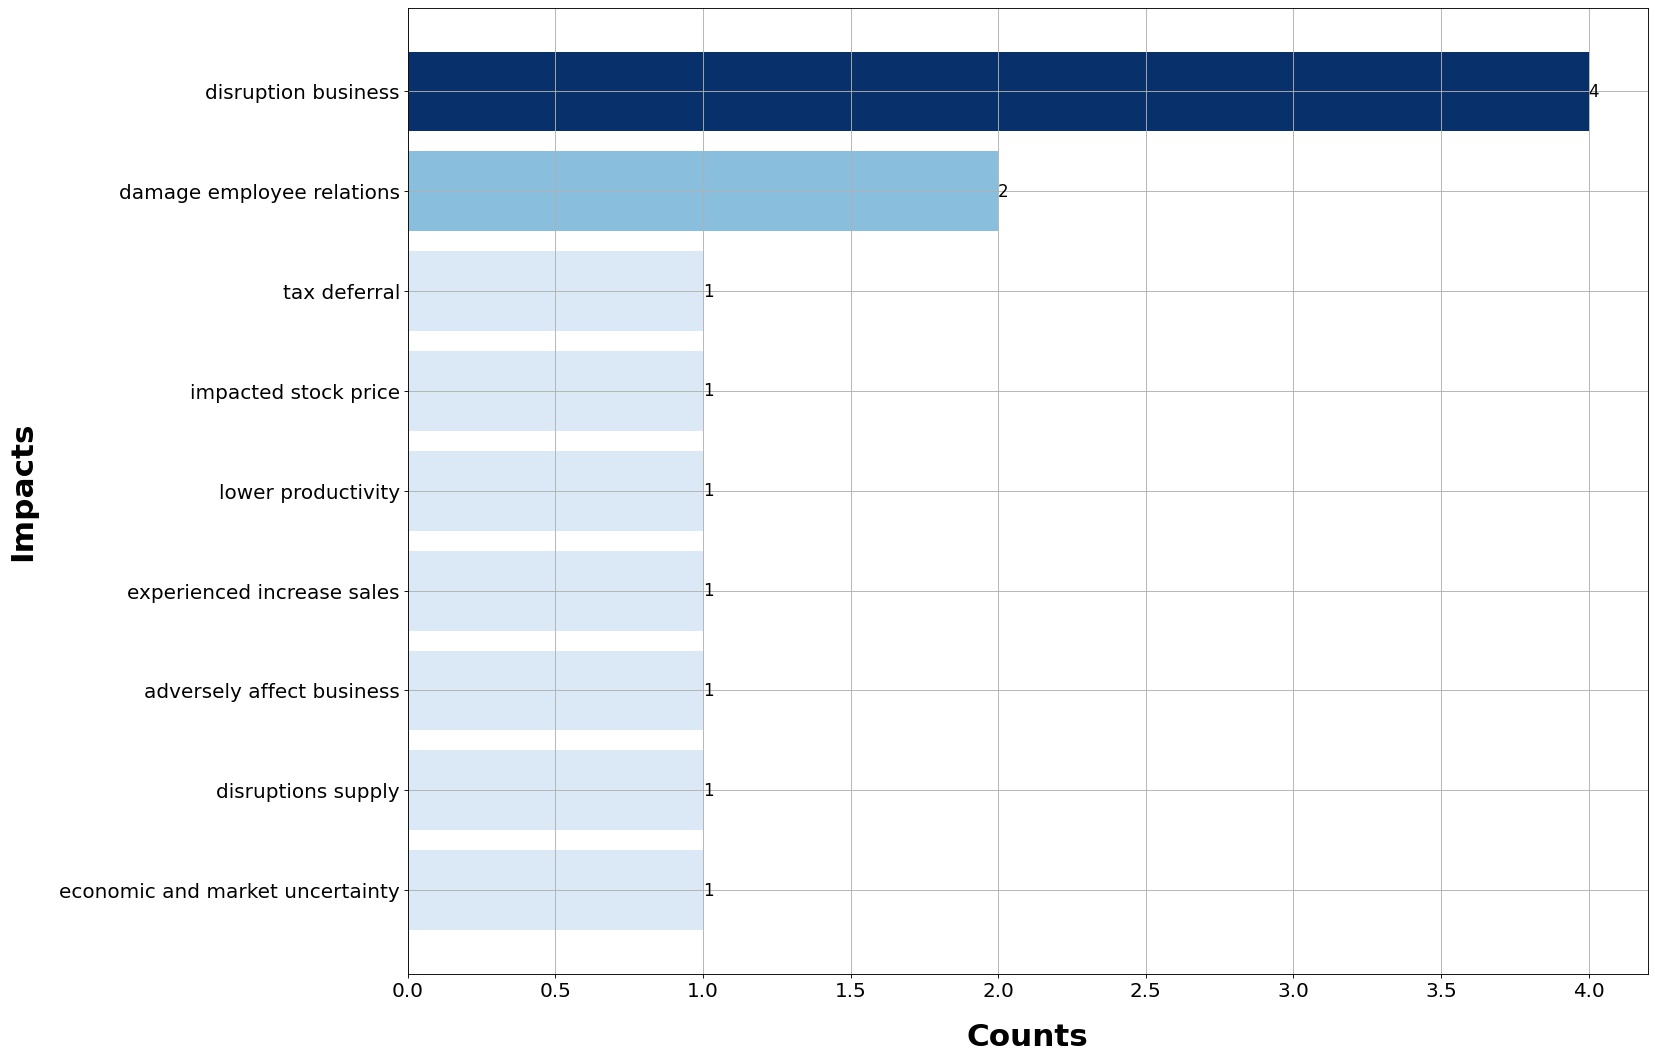 disruption business
4
damage employee relations
2
tax deferral
1
impacted stock price
1
lower productivity
1
experienced increase sales
1
adversely affect business
1
disruptions supply
1
economic and market uncertainty
1
Impacts
0.0 0.5 1.0 1.5 2.0 2.5 3.0 3.5 4.0
Counts